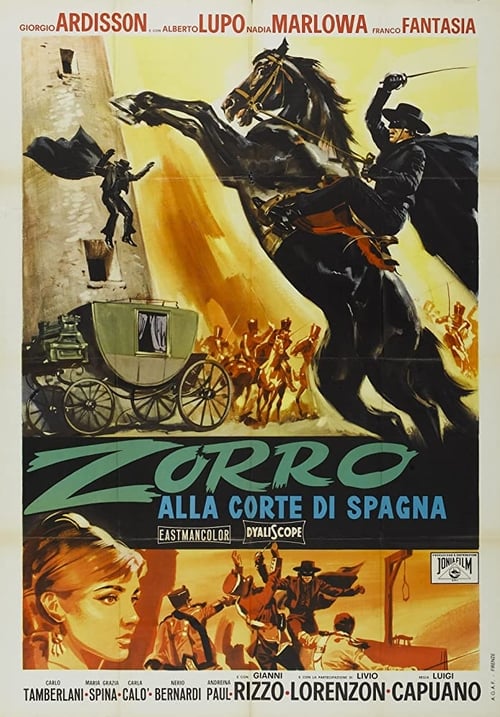 GIORGIO ARDISSON E CON ALBERTO LUPO NADIA MARLOWA FRANCO FANTASIA
ZORRO
ALLA CORTE DI SPAGNA
EASTMANCOLOR DYALISCOPE
JONIA FILM
CARLO TAMBERLANI · MARIA GRAZIA SPINA · CARLA CALO' · NERIO BERNARDI · ANDREINA PAUL · E CON GIANNI RIZZO · E CON LA PARTECIPAZIONE DI LIVIO LORENZON · REGIA LUIGI CAPUANO